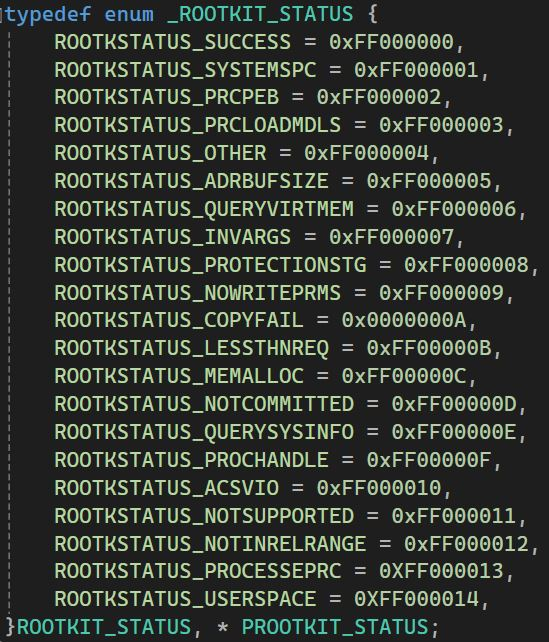 typedef enum _ROOTKIT_STATUS {
ROOTKSTATUS_SUCCESS = 0xFF000000,
ROOTKSTATUS_SYSTEMSPC = 0xFF000001,
ROOTKSTATUS_PRCPEB = 0xFF000002,
ROOTKSTATUS_PRCLOADMDLS = 0xFF000003,
ROOTKSTATUS_OTHER = 0xFF000004,
ROOTKSTATUS_ADRBUFSIZE = 0xFF000005,
ROOTKSTATUS_QUERYVIRTMEM = 0xFF000006,
ROOTKSTATUS_INVARGS = 0xFF000007,
ROOTKSTATUS_PROTECTIONSTG = 0xFF000008,
ROOTKSTATUS_NOWRITEPRMS = 0xFF000009,
ROOTKSTATUS_COPYFAIL = 0x0000000A,
ROOTKSTATUS_LESSTHNREQ = 0xFF00000B,
ROOTKSTATUS_MEMALLOC = 0xFF00000C,
ROOTKSTATUS_NOTCOMMITTED = 0xFF00000D,
ROOTKSTATUS_QUERYSYSINFO = 0xFF00000E,
ROOTKSTATUS_PROCHANDLE = 0xFF00000F,
ROOTKSTATUS_ACSVIO = 0xFF000010,
ROOTKSTATUS_NOTSUPPORTED = 0xFF000011,
ROOTKSTATUS_NOTINRELRANGE = 0xFF000012,
ROOTKSTATUS_PROCESSEPRC = 0XFF000013,
ROOTKSTATUS_USERSPACE = 0XFF000014,
}ROOTKIT_STATUS, * PROOTKIT_STATUS;